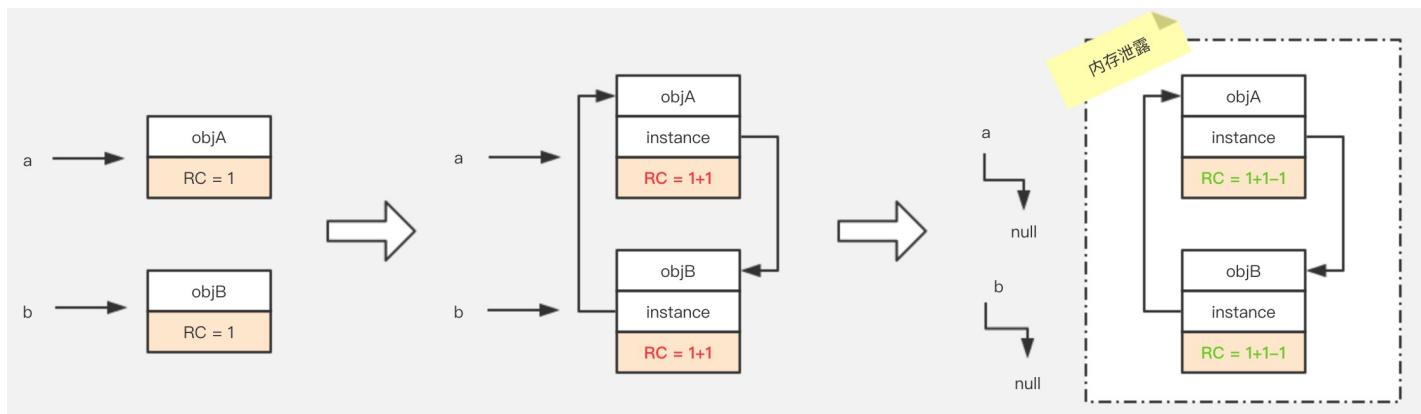 a
objA
RC = 1
b
objB
RC = 1
a
objA
instance
RC = 1+1
b
objB
instance
RC = 1+1
a
null
b
null
内存泄露
objA
instance
RC = 1+1–1
objB
instance
RC = 1+1–1